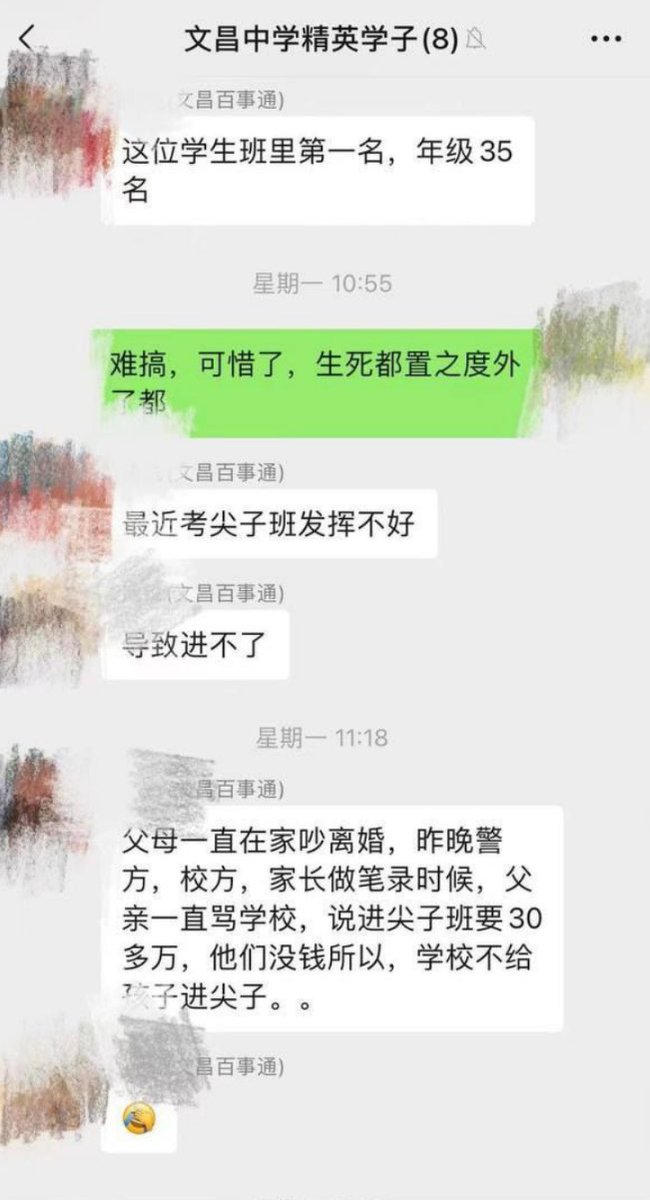 文昌中学精英学子(8)
文昌百事通)
这位学生班里第一名，年级35
名
星期一 10:55
难搞，可惜了，生死都置之度外
了都
文昌百事通)
最近考尖子班发挥不好
(文昌百事通)
导致进不了
星期一 11:18
昌百事通)
父母一直在家吵离婚，昨晚警
方，校方，家长做笔录时候，父
亲一直骂学校，说进尖子班要30
多万，他们没钱所以，学校不给
孩子进尖子。。
昌百事通)